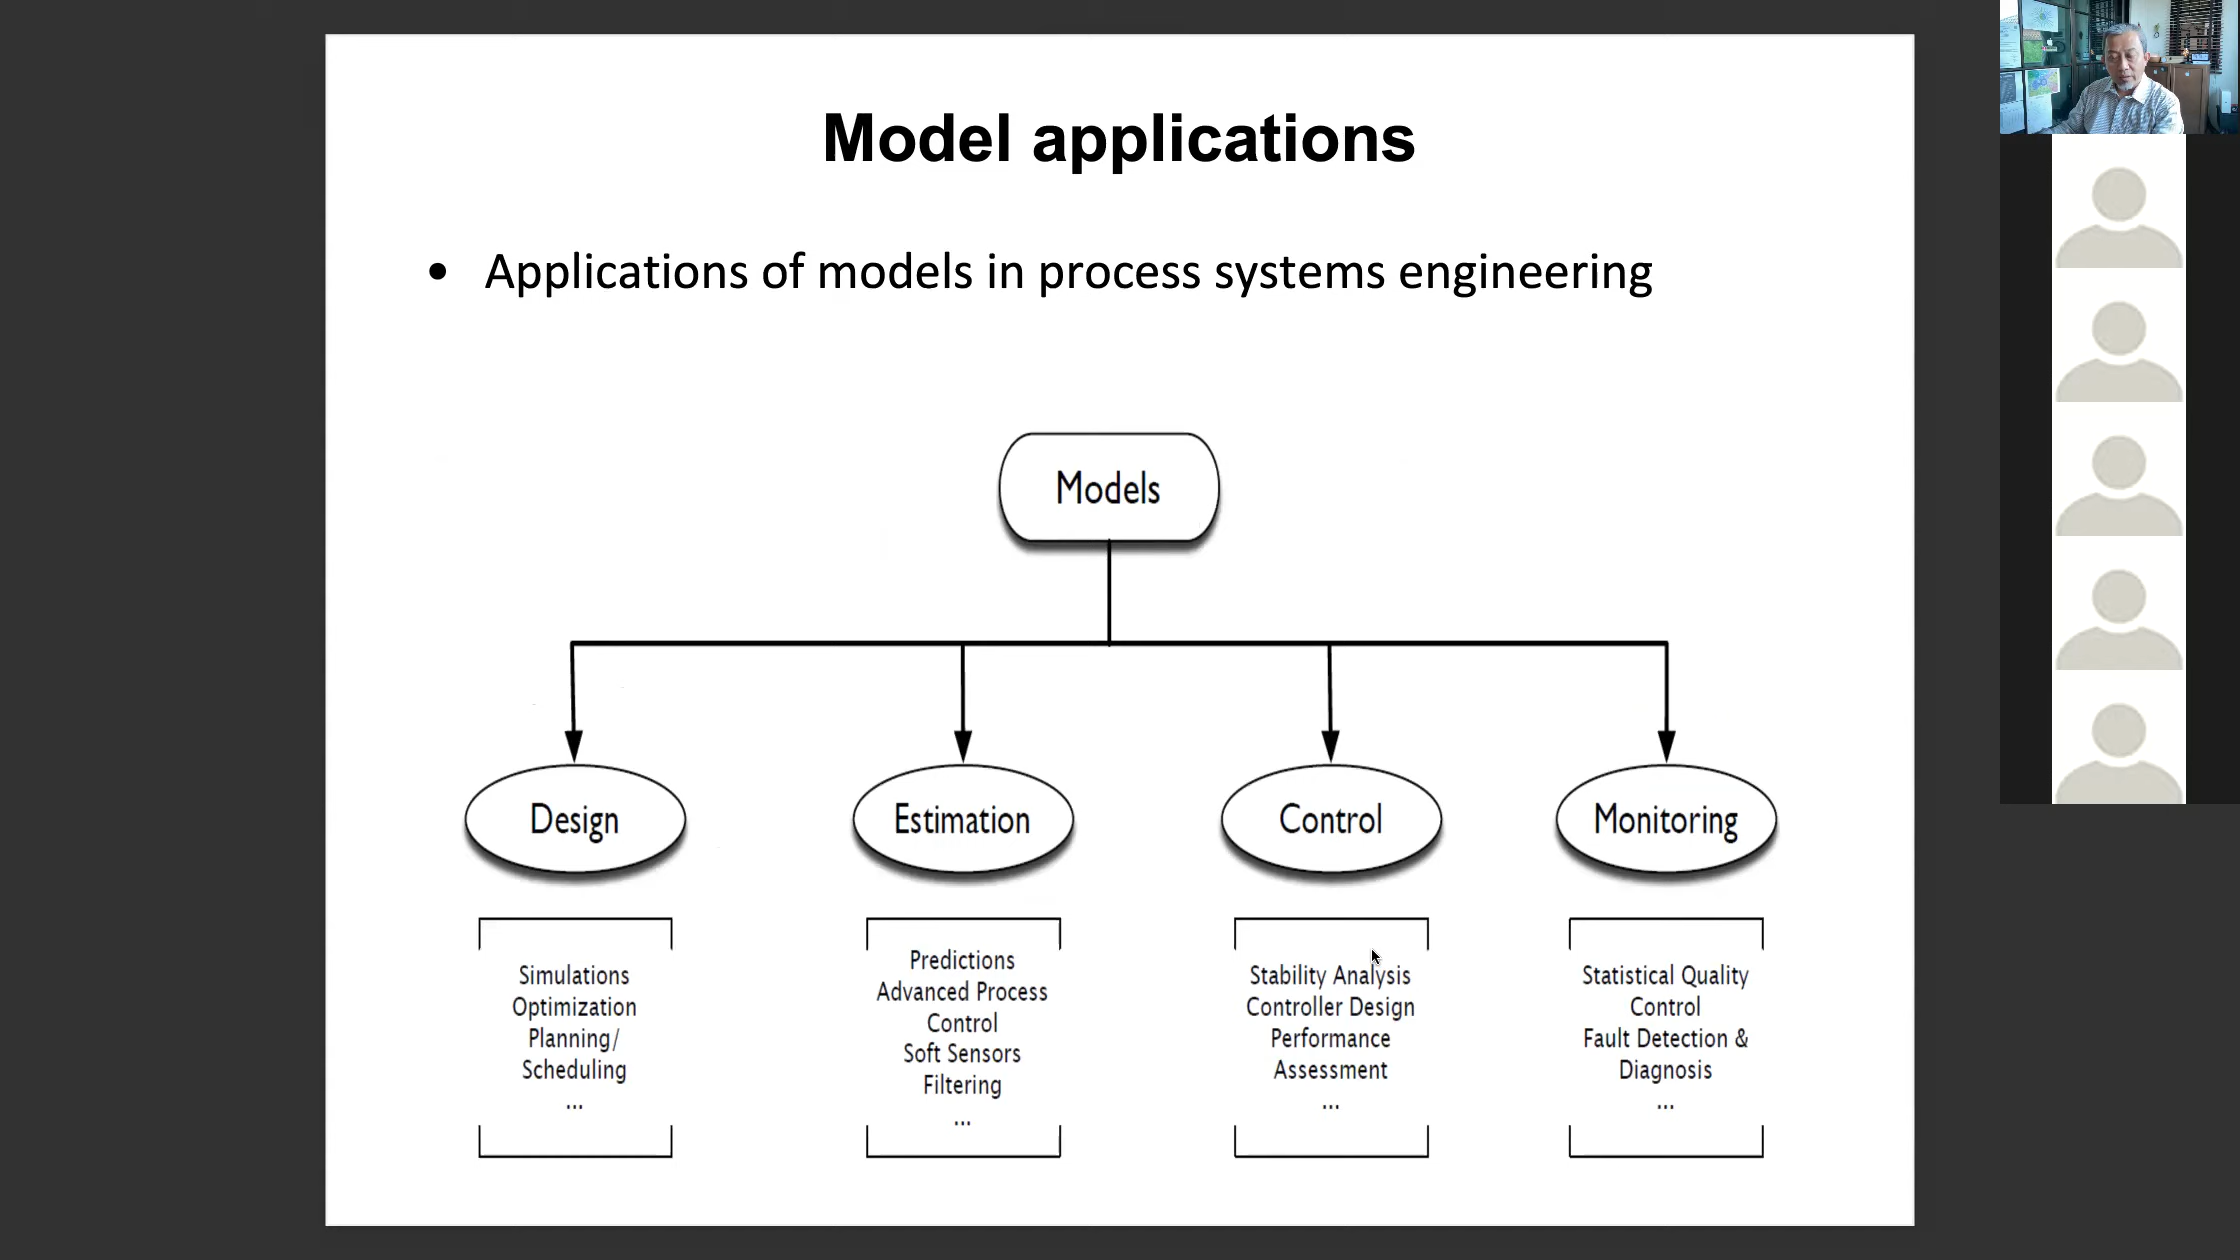 Model applications
• Applications of models in process systems engineering
Models
Design
Estimation
Control
Monitoring
Simulations
Optimization
Planning/
Scheduling
...
Predictions
Advanced Process
Control
Soft Sensors
Filtering
...
Stability Analysis
Controller Design
Performance
Assessment
...
Statistical Quality
Control
Fault Detection &
Diagnosis
...